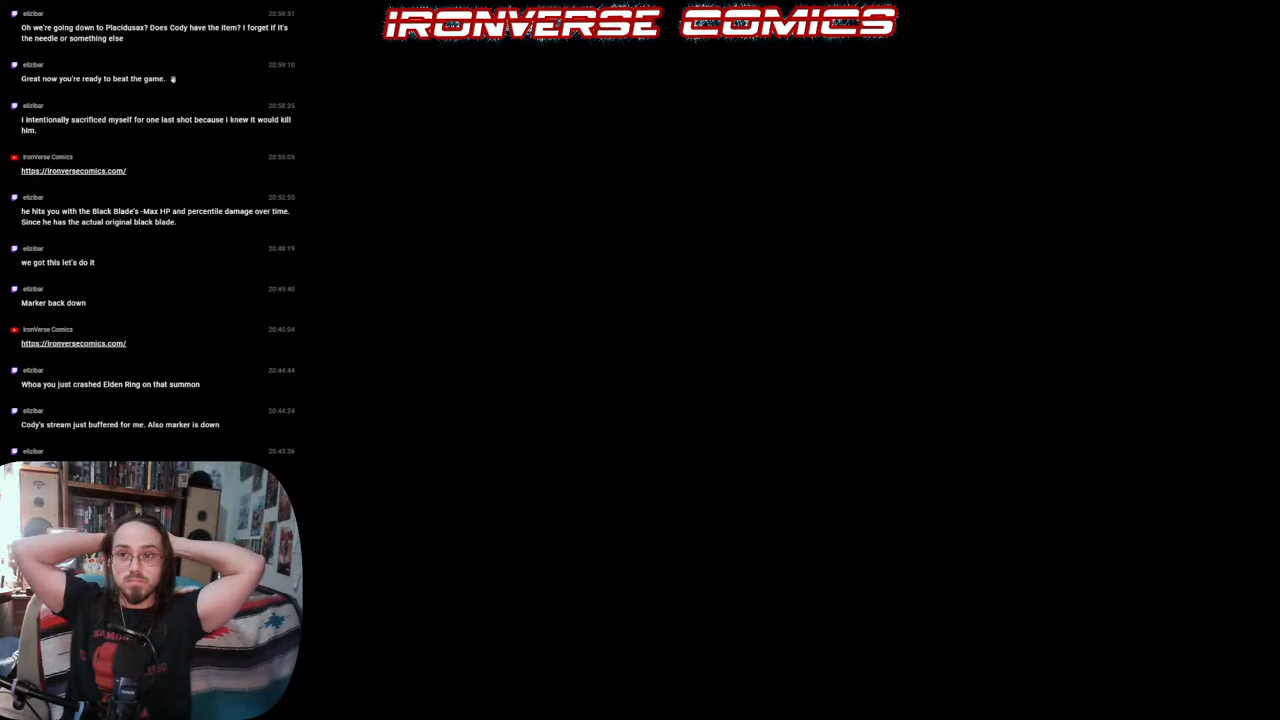 IRONVERSE COMICS
elizibar 20:59:51
Oh we're going down to Placidusax? Does Cody have the item? I forget if it's
the needle or something else
elizibar 20:59:10
Great now you're ready to beat the game.
elizibar 20:58:35
I intentionally sacrificed myself for one last shot because I knew it would kill
him.
IronVerse Comics 20:55:05
https://ironversecomics.com/
elizibar 20:52:55
he hits you with the Black Blade's -Max HP and percentile damage over time.
Since he has the actual original black blade.
elizibar 20:48:19
we got this let's do it
elizibar 20:45:40
Marker back down
IronVerse Comics 20:45:04
https://ironversecomics.com/
elizibar 20:44:44
Whoa you just crashed Elden Ring on that summon
elizibar 20:44:24
Cody's stream just buffered for me. Also marker is down
elizibar 20:43:36